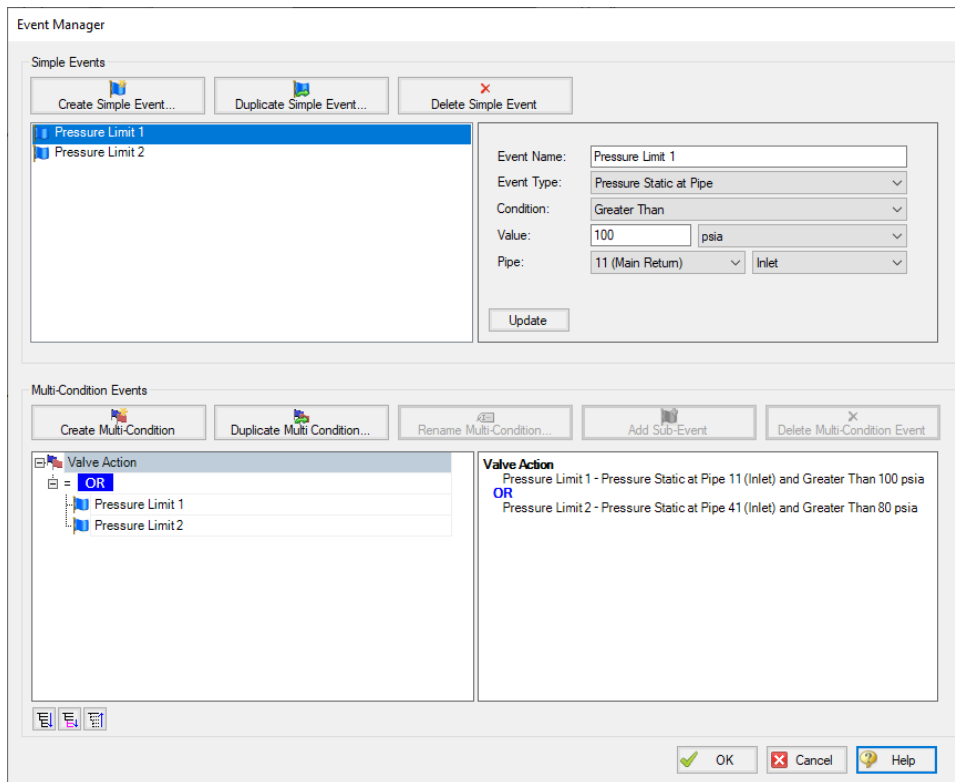 Event Manager
Simple Events
Create Simple Event...
Duplicate Simple Event...
Delete Simple Event
Pressure Limit 1
Pressure Limit 2
Event Name: Pressure Limit 1
Event Type: Pressure Static at Pipe
Condition: Greater Than
Value: 100 psia
Pipe: 11 (Main Return) Inlet
Update
Multi-Condition Events
Create Multi-Condition
Duplicate Multi Condition...
Rename Multi-Condition...
Add Sub-Event
Delete Multi-Condition Event
Valve Action
= OR
Pressure Limit 1
Pressure Limit 2
Valve Action
Pressure Limit 1 - Pressure Static at Pipe 11 (Inlet) and Greater Than 100 psia
OR
Pressure Limit 2 - Pressure Static at Pipe 41 (Inlet) and Greater Than 80 psia
OK
Cancel
Help